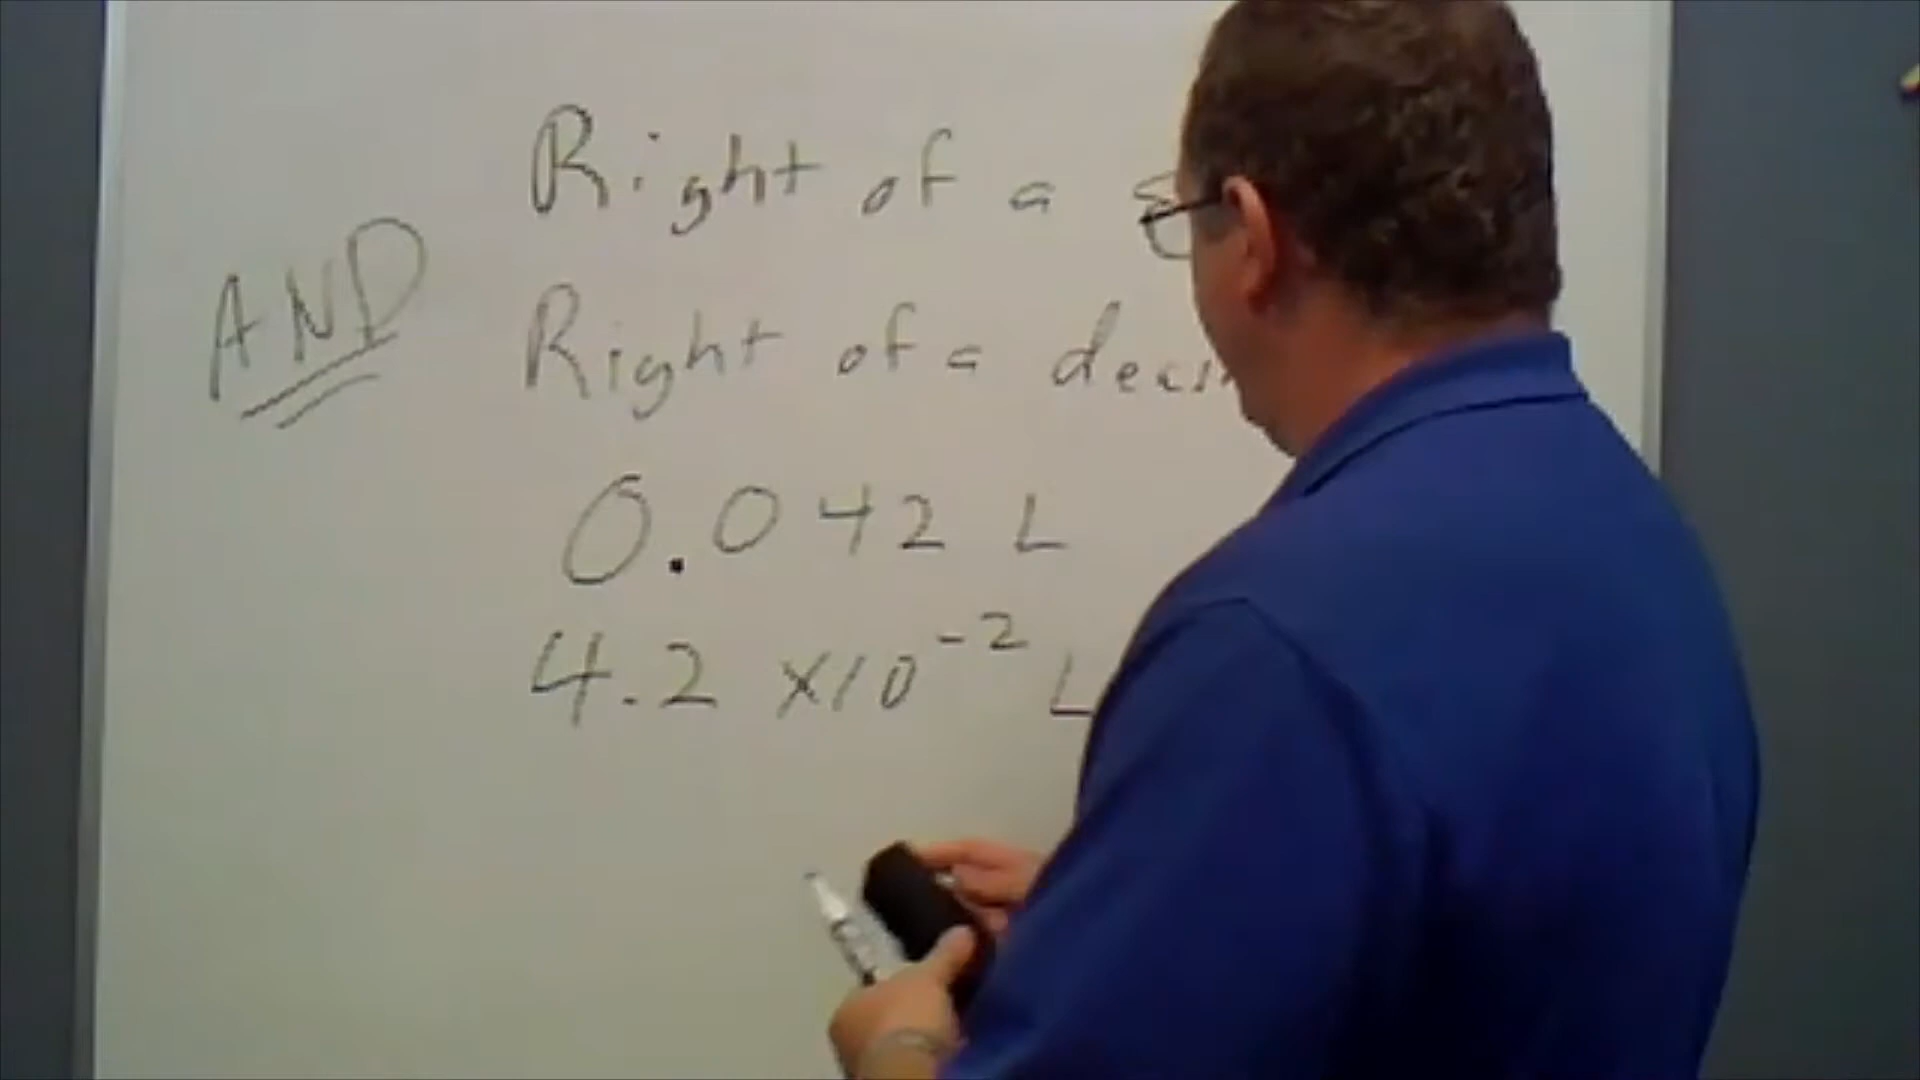 Right of a
AND
Right of a
0.042 L
4.2 x10⁻² L